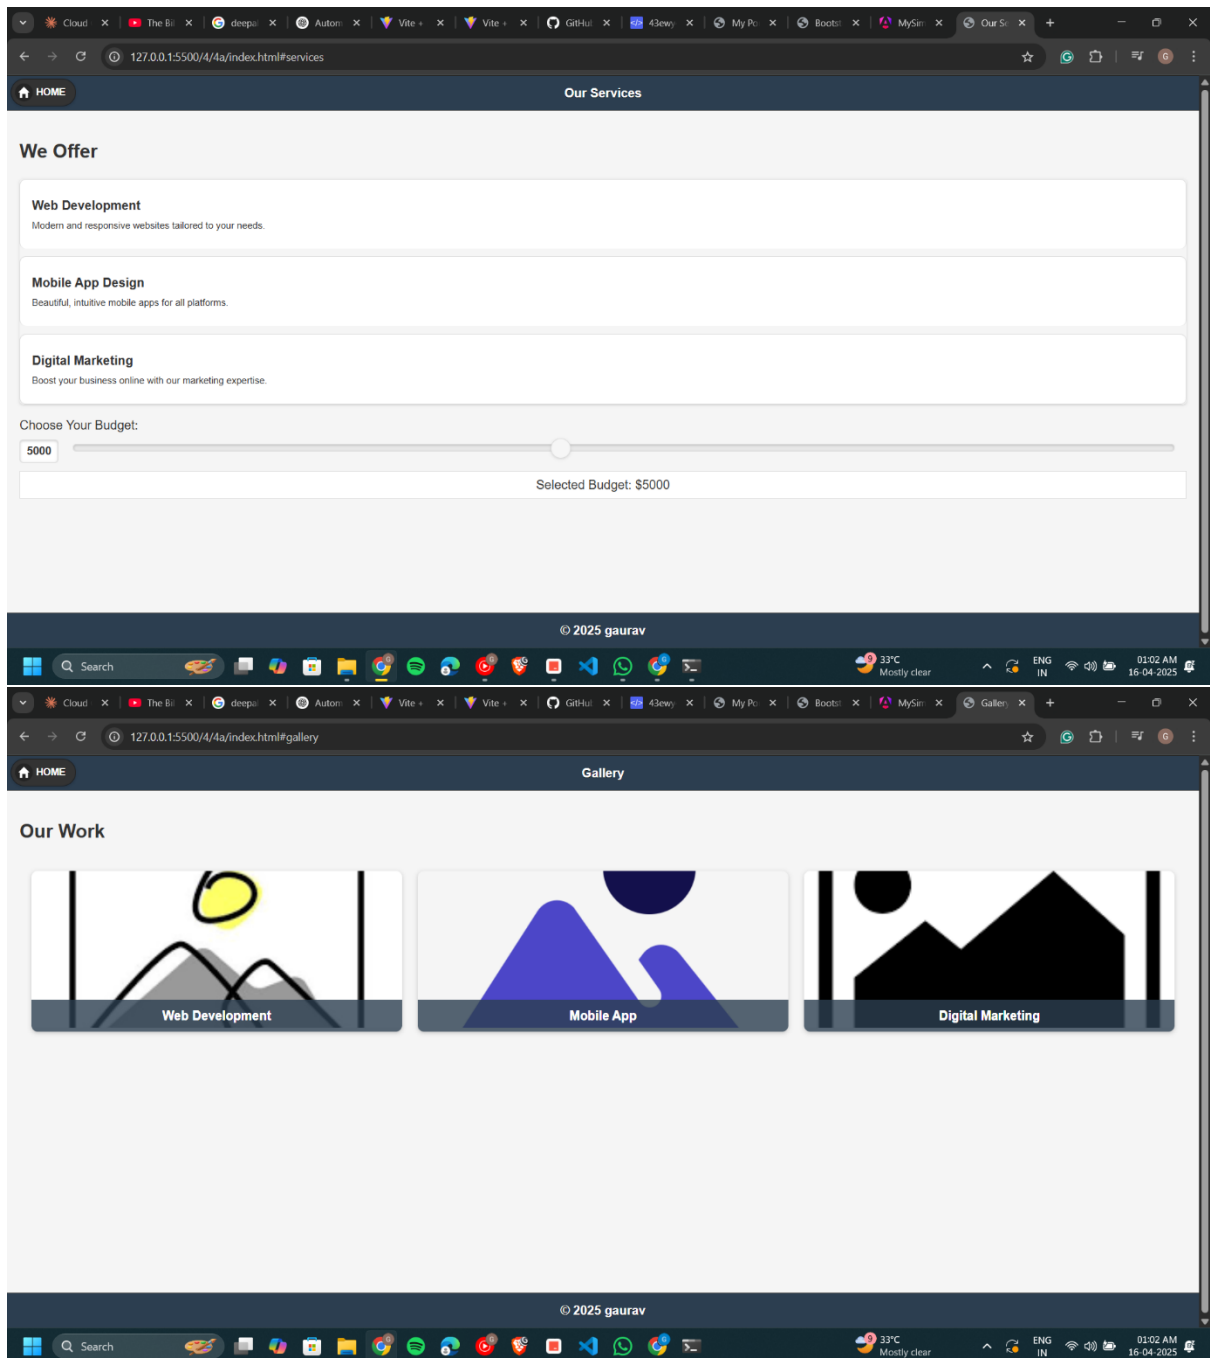 Cloud
The Bil
deepa
Autom
Vite +
Vite +
GitHul
43ewy
My Po
Bootst
MySim
Our Se
127.0.0.1:5500/4/4a/index.html#services
G
HOME
Our Services
We Offer
Web Development
Modern and responsive websites tailored to your needs.
Mobile App Design
Beautiful, intuitive mobile apps for all platforms.
Digital Marketing
Boost your business online with our marketing expertise.
Choose Your Budget:
5000
Selected Budget: $5000
© 2025 gaurav
Search
9
33°C
Mostly clear
ENG
IN
01:02 AM
16-04-2025
Cloud
The Bil
deepa
Autom
Vite +
Vite +
GitHul
43ewy
My Po
Bootst
MySim
Gallery
127.0.0.1:5500/4/4a/index.html#gallery
G
HOME
Gallery
Our Work
Web Development
Mobile App
Digital Marketing
© 2025 gaurav
Search
9
33°C
Mostly clear
ENG
IN
01:02 AM
16-04-2025